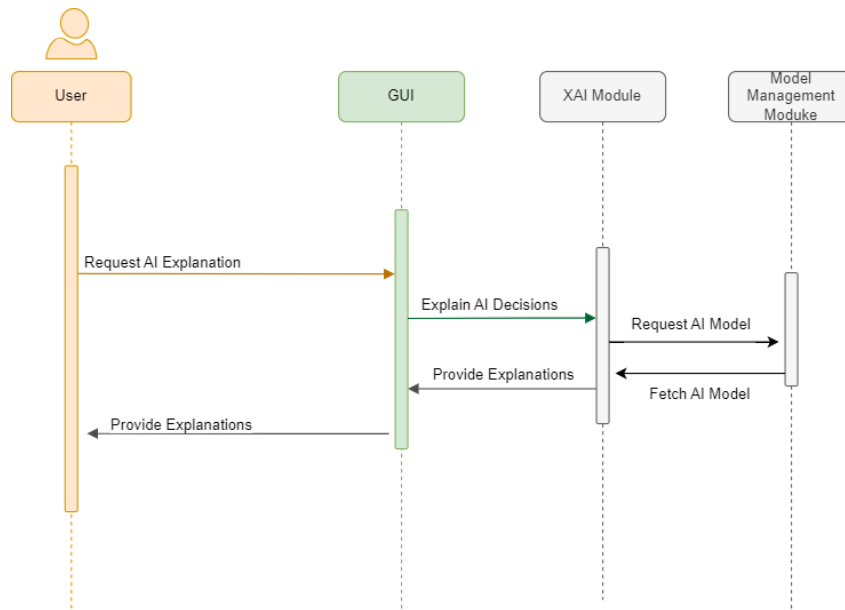 User
GUI
XAI Module
Model
Management
Moduke
Request AI Explanation
Explain AI Decisions
Request AI Model
Provide Explanations
Fetch AI Model
Provide Explanations